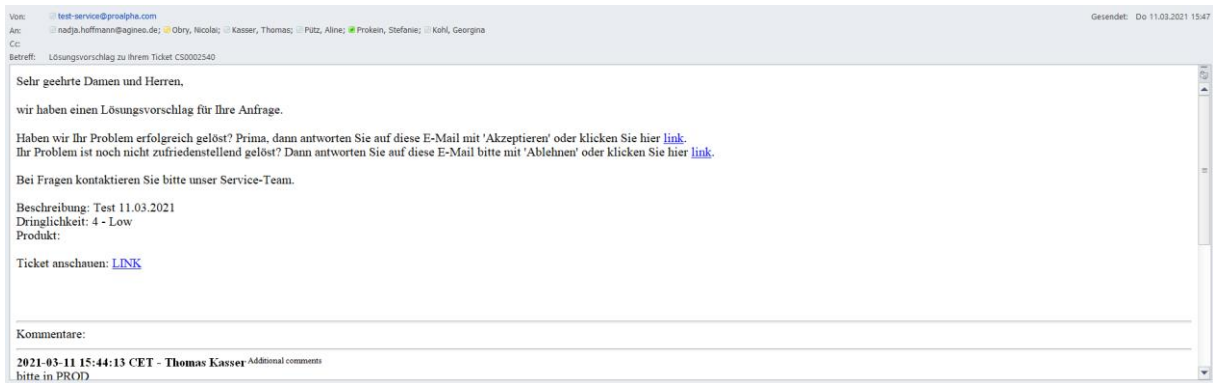 Von: test-service@proalpha.com Gesendet: Do 11.03.2021 15:47
An: nadja.hoffmann@agineo.de; Obry, Nicolai; Kasser, Thomas; Pütz, Aline; Prokein, Stefanie; Kohl, Georgina
Cc:
Betreff: Lösungsvorschlag zu Ihrem Ticket CS0002540
Sehr geehrte Damen und Herren,
wir haben einen Lösungsvorschlag für Ihre Anfrage.
Haben wir Ihr Problem erfolgreich gelöst? Prima, dann antworten Sie auf diese E-Mail mit 'Akzeptieren' oder klicken Sie hier link.
Ihr Problem ist noch nicht zufriedenstellend gelöst? Dann antworten Sie auf diese E-Mail bitte mit 'Ablehnen' oder klicken Sie hier link.
Bei Fragen kontaktieren Sie bitte unser Service-Team.
Beschreibung: Test 11.03.2021
Dringlichkeit: 4 - Low
Produkt:
Ticket anschauen: LINK
Kommentare:
2021-03-11 15:44:13 CET - Thomas Kasser Additional comments
bitte in PROD